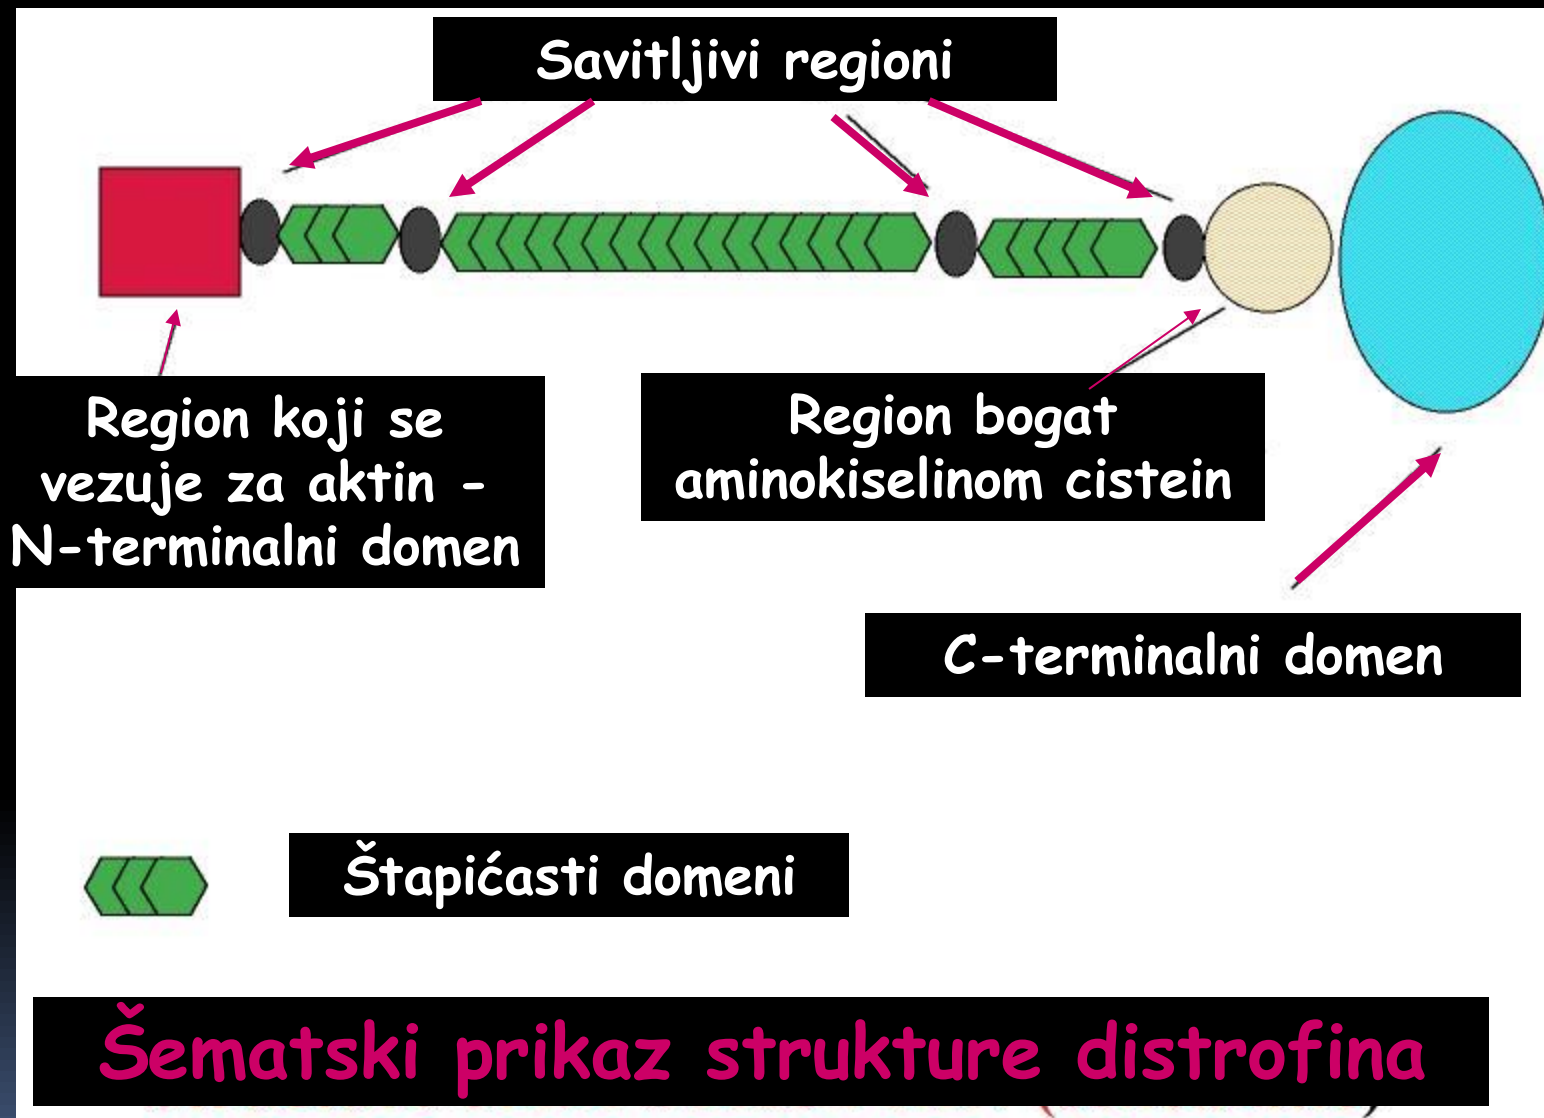 Savitljivi regioni
Region koji se
vezuje za aktin -
N-terminalni domen
Region bogat
aminokiselinom cistein
C-terminalni domen
Štapićasti domeni
Šematski prikaz strukture distrofina